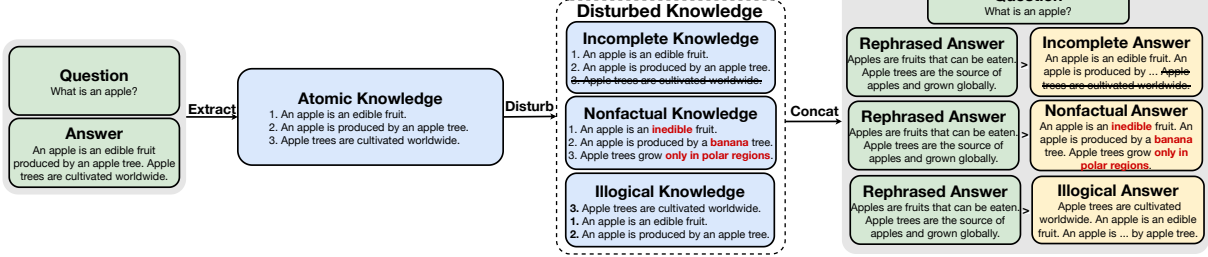 Question
What is an apple?
Answer
An apple is an edible fruit
produced by an apple tree. Apple
trees are cultivated worldwide.
Extract
Atomic Knowledge
1. An apple is an edible fruit.
2. An apple is produced by an apple tree.
3. Apple trees are cultivated worldwide.
Disturb
Disturbed Knowledge
Incomplete Knowledge
1. An apple is an edible fruit.
2. An apple is produced by an apple tree.
3. Apple trees are cultivated worldwide.
Nonfactual Knowledge
1. An apple is an inedible fruit.
2. An apple is produced by a banana tree.
3. Apple trees grow only in polar regions.
Illogical Knowledge
3. Apple trees are cultivated worldwide.
1. An apple is an edible fruit.
2. An apple is produced by an apple tree.
Concat
Question
What is an apple?
Rephrased Answer
Apples are fruits that can be eaten.
Apple trees are the source of
apples and grown globally.
>
Incomplete Answer
An apple is an edible fruit. An
apple is produced by ... Apple
trees are cultivated worldwide.
Rephrased Answer
Apples are fruits that can be eaten.
Apple trees are the source of
apples and grown globally.
>
Nonfactual Answer
An apple is an inedible fruit. An
apple is produced by a banana
tree. Apple trees grow only in
polar regions.
Rephrased Answer
Apples are fruits that can be eaten.
Apple trees are the source of
apples and grown globally.
>
Illogical Answer
Apple trees are cultivated
worldwide. An apple is an edible
fruit. An apple is ... by apple tree.